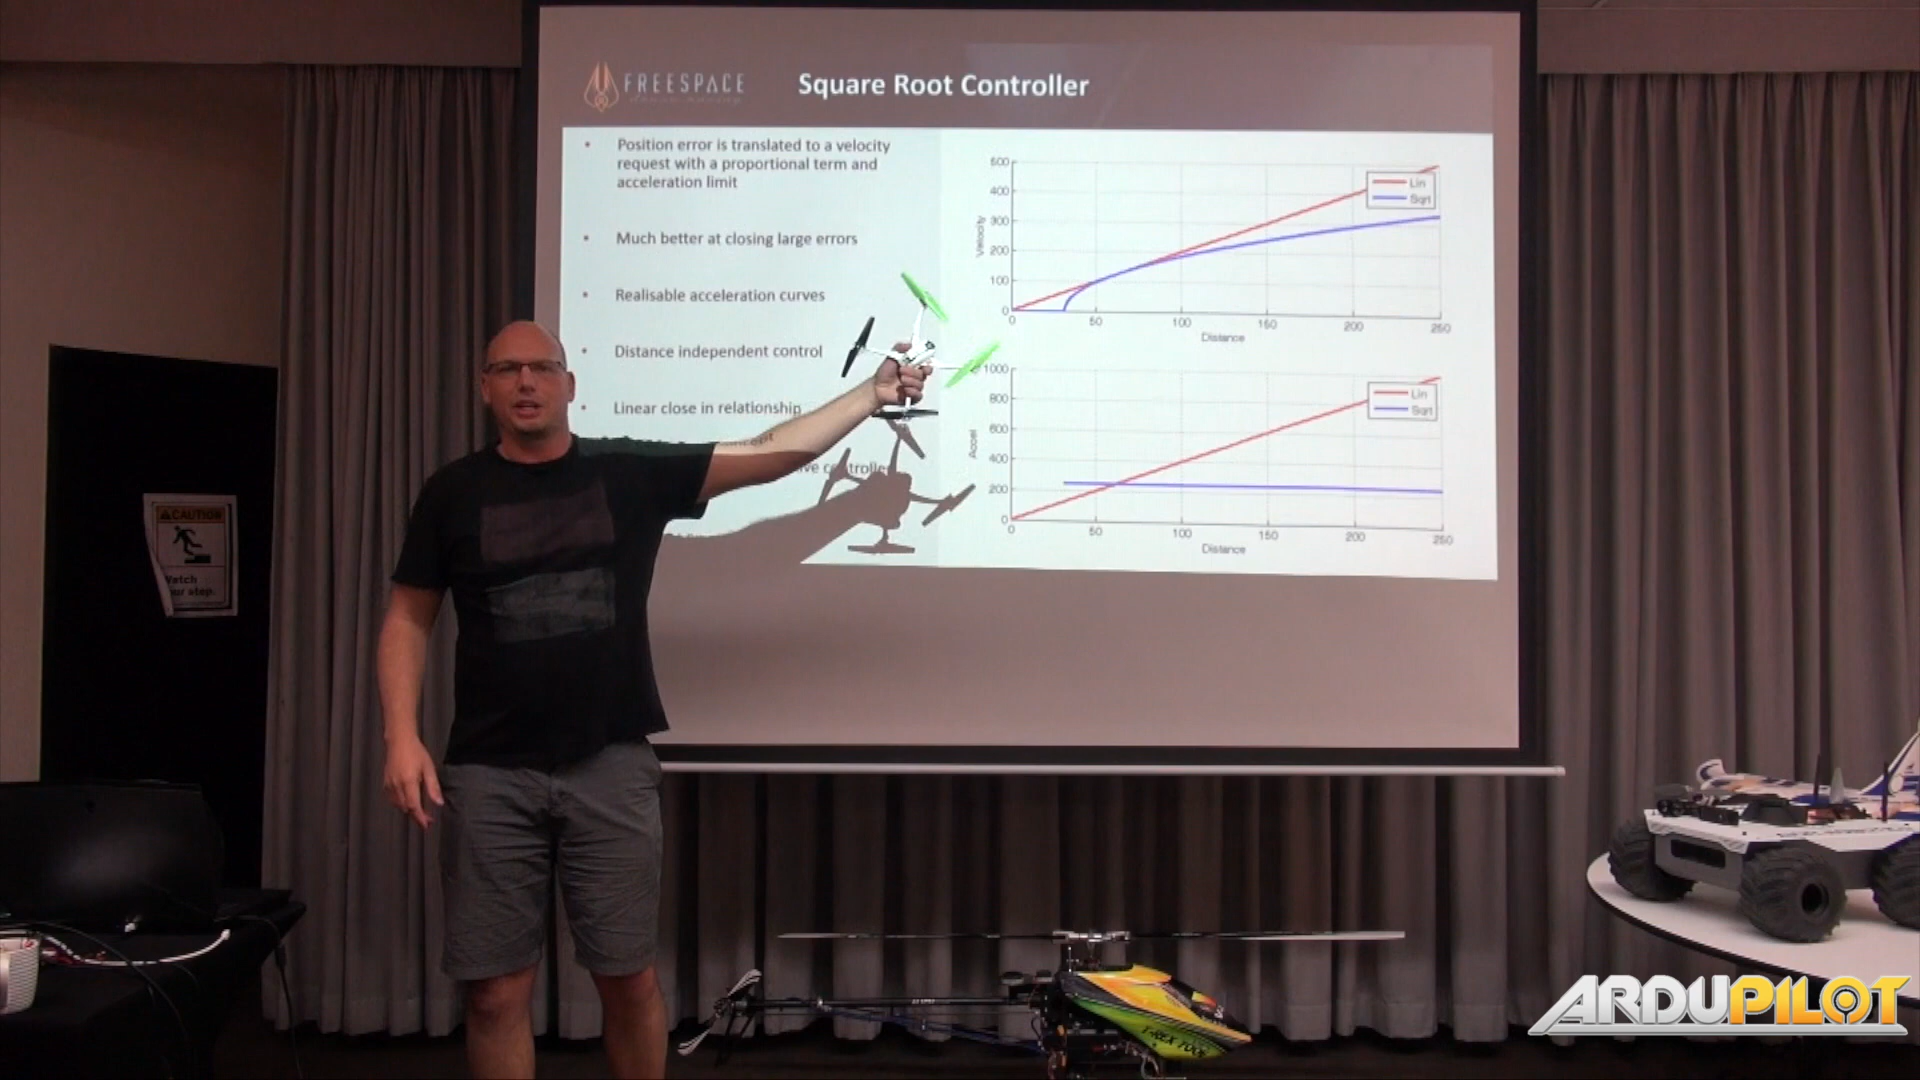 FREESPACE
Square Root Controller
Position error is translated to a velocity
request with a proportional term and
acceleration limit
Much better at closing large errors
Realisable acceleration curves
Distance independent control
Linear close in relationship
500
400
300
200
100
0
Velocity
Lin
Sqrt
0 50 100 150 200 250
Distance
1000
800
600
400
200
0
Accel
Lin
Sqrt
0 50 100 150 200 250
Distance
CAUTION
Watch
your step.
T-REX 700E
ARDUPILOT